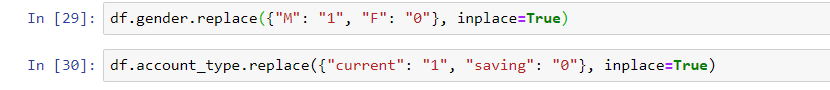 In [29]: df.gender.replace({"M": "1", "F": "0"}, inplace=True)
In [30]: df.account_type.replace({"current": "1", "saving": "0"}, inplace=True)